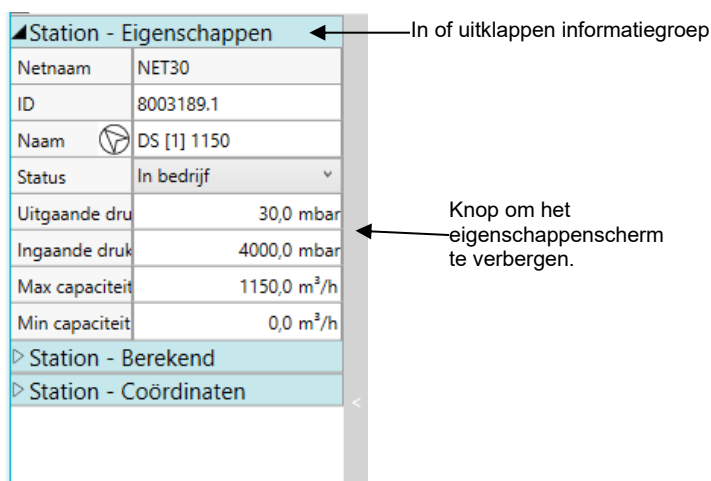 Station - Eigenschappen
In of uitklappen informatiegroep
Netnaam NET30
ID 8003189.1
Naam DS [1] 1150
Status In bedrijf
Uitgaande dru 30,0 mbar
Ingaande druk 4000,0 mbar
Max capaciteit 1150,0 m³/h
Min capaciteit 0,0 m³/h
Station - Berekend
Station - Coördinaten
<
Knop om het
eigenschappenscherm
te verbergen.